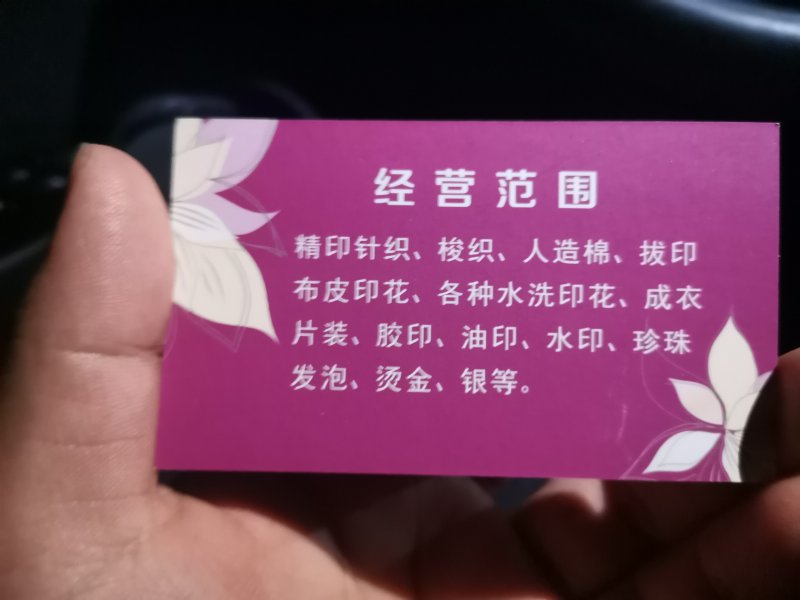 经营范围
精印针织、梭织、人造棉、拔印
布皮印花、各种水洗印花、成衣
片装、胶印、油印、水印、珍珠
发泡、烫金、银等。